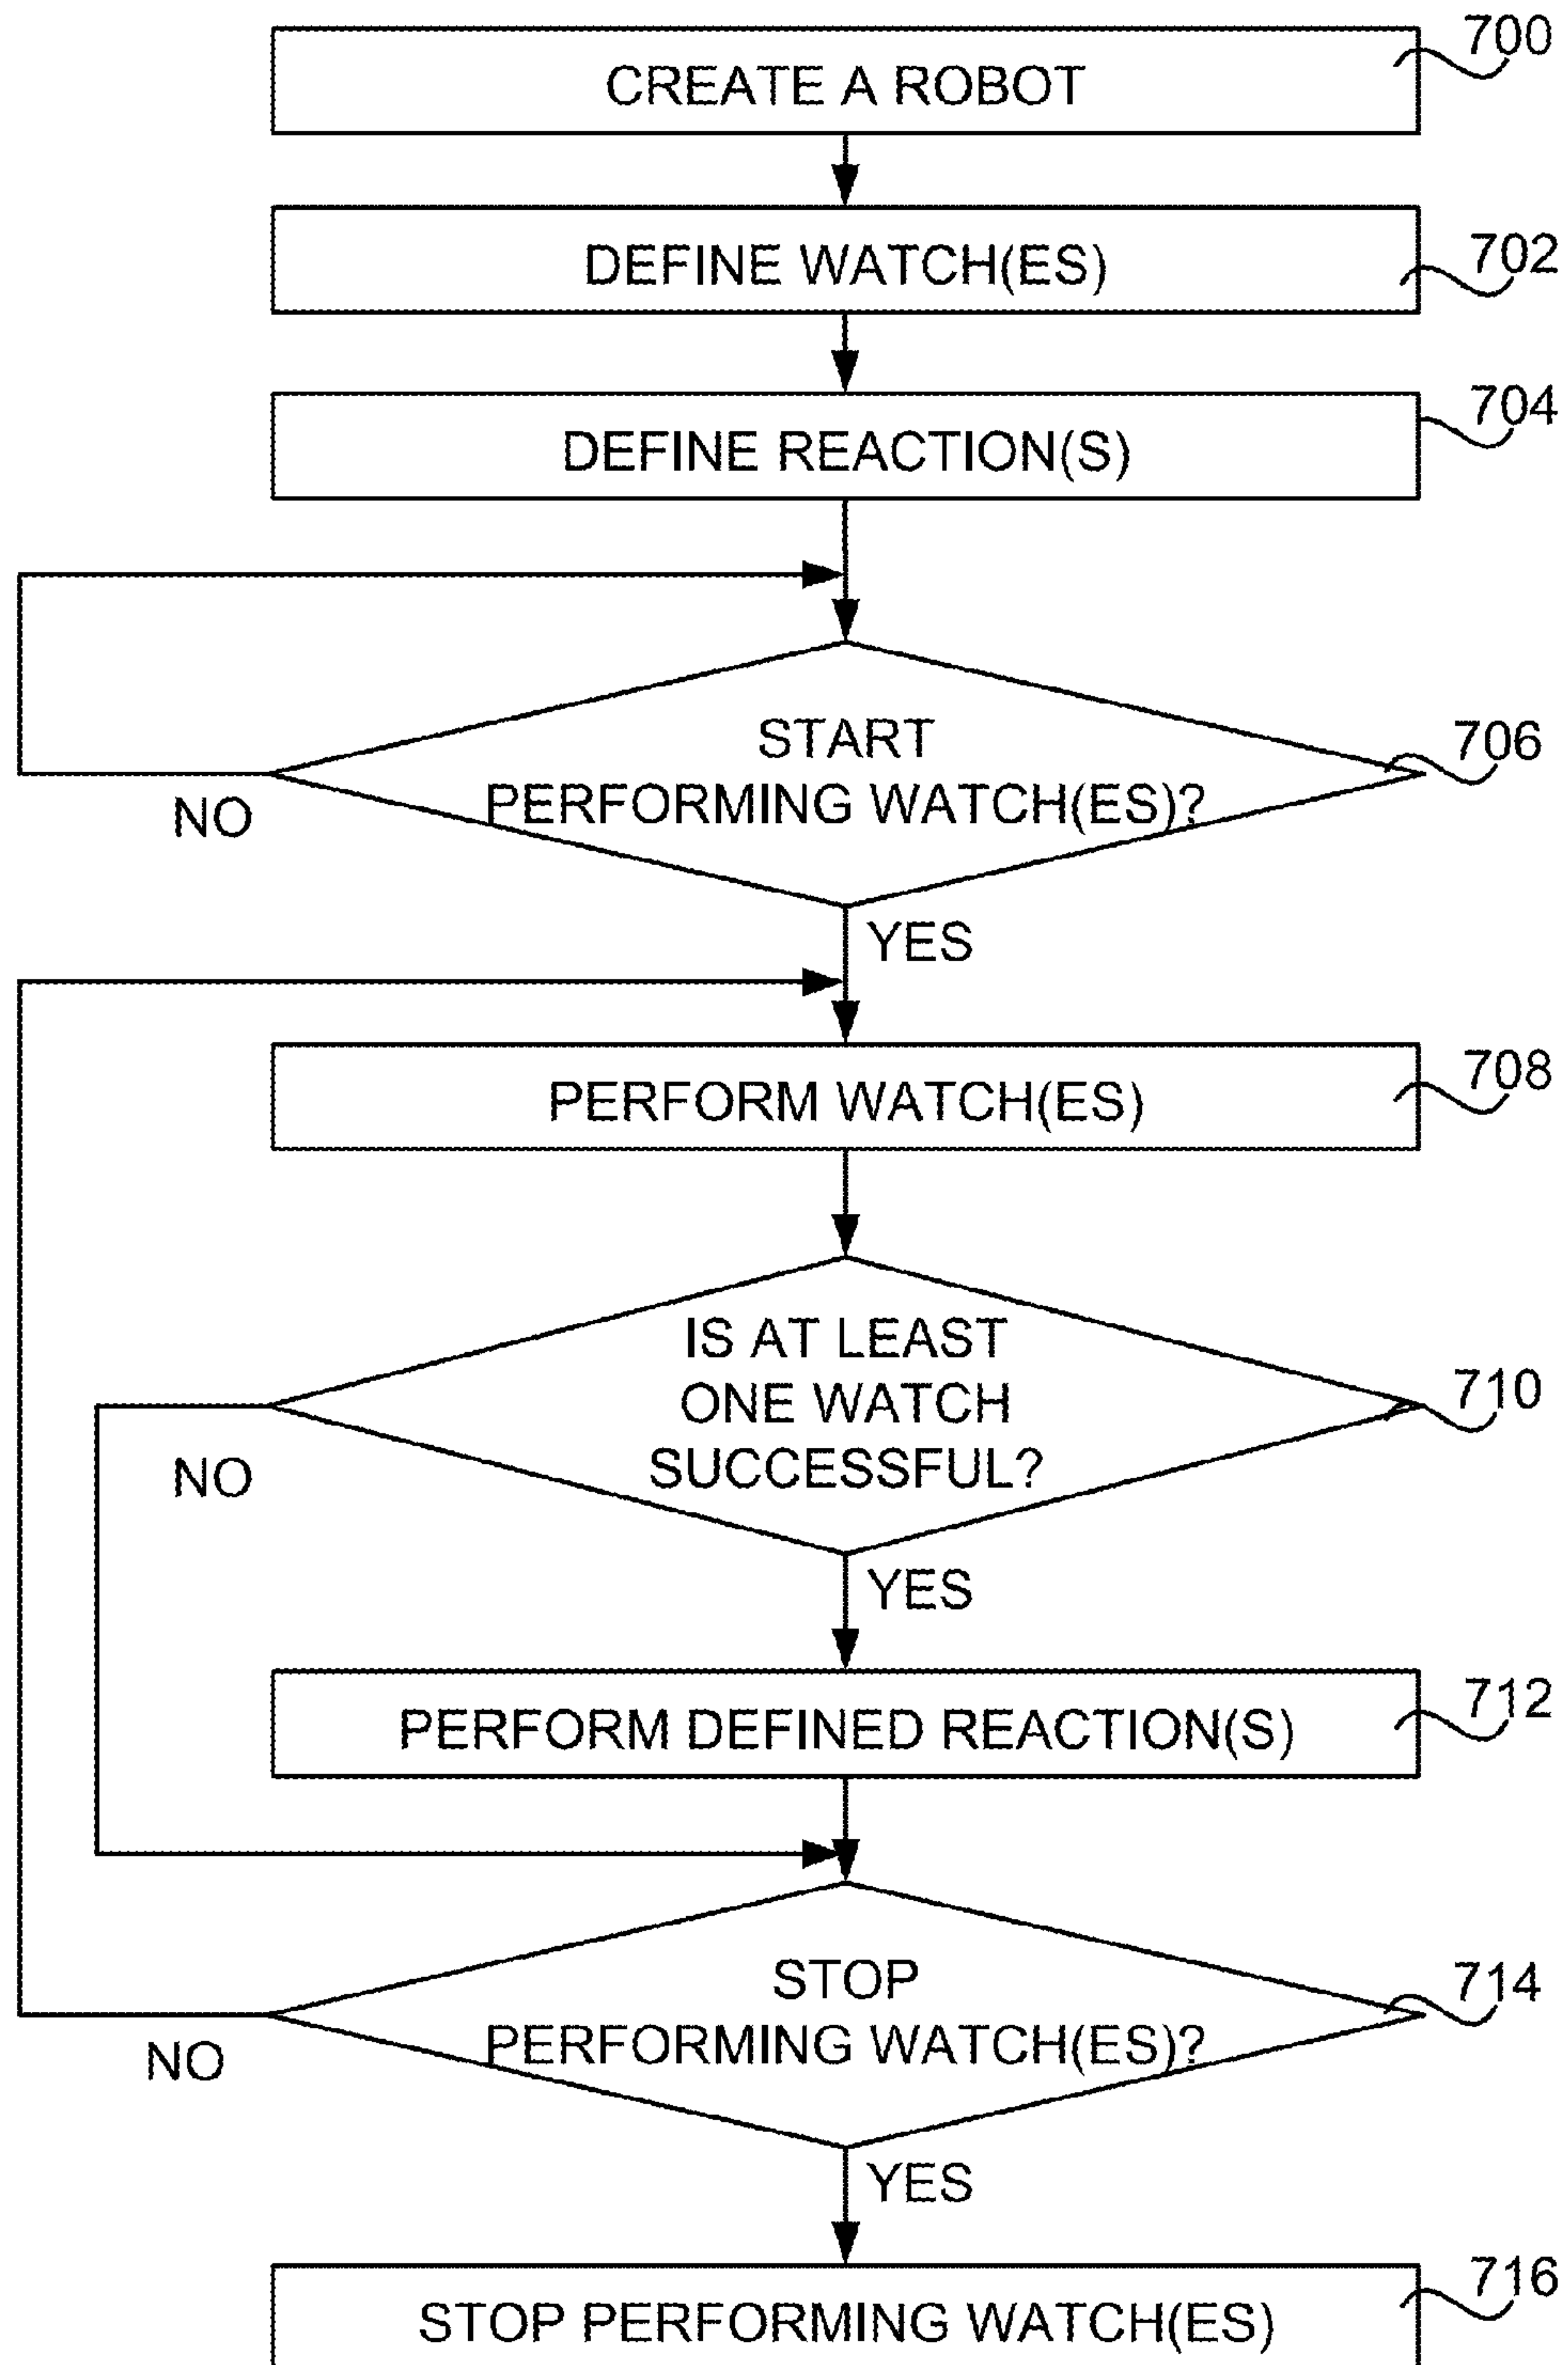 700
CREATE A ROBOT
702
DEFINE WATCH(ES)
704
DEFINE REACTION(S)
START
PERFORMING WATCH(ES)?
706
NO
YES
708
PERFORM WATCH(ES)
IS AT LEAST
ONE WATCH
SUCCESSFUL?
710
NO
YES
712
PERFORM DEFINED REACTION(S)
STOP
PERFORMING WATCH(ES)?
714
NO
YES
716
STOP PERFORMING WATCH(ES)